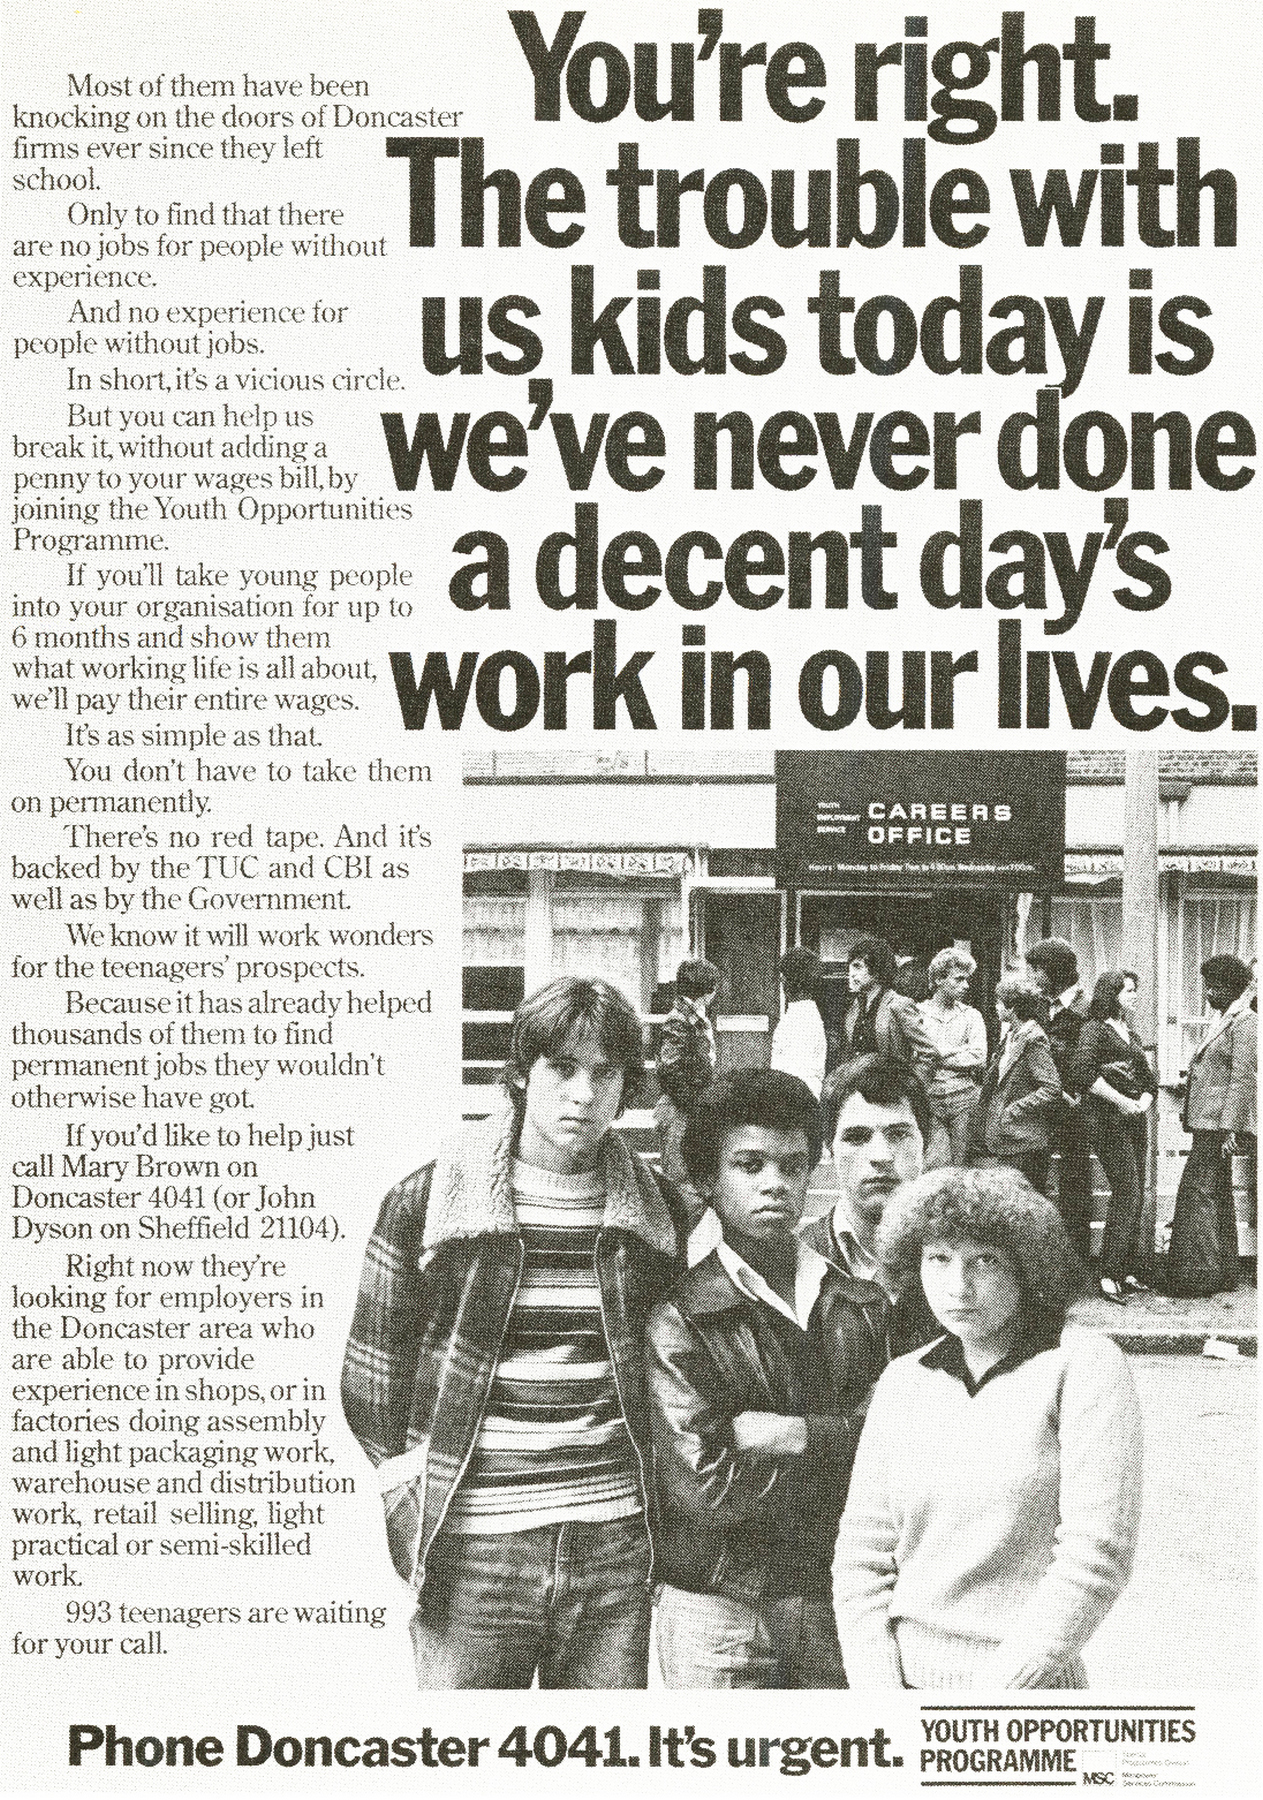 You're right.
The trouble with
us kids today is
we've never done
a decent day's
work in our lives.
Most of them have been
knocking on the doors of Doncaster
firms ever since they left
school.
Only to find that there
are no jobs for people without
experience.
And no experience for
people without jobs.
In short, it's a vicious circle.
But you can help us
break it, without adding a
penny to your wages bill, by
joining the Youth Opportunities
Programme.
If you'll take young people
into your organisation for up to
6 months and show them
what working life is all about,
we'll pay their entire wages.
It's as simple as that.
You don't have to take them
on permanently.
There's no red tape. And it's
backed by the TUC and CBI as
well as by the Government.
We know it will work wonders
for the teenagers' prospects.
Because it has already helped
thousands of them to find
permanent jobs they wouldn't
otherwise have got.
If you'd like to help just
call Mary Brown on
Doncaster 4041 (or John
Dyson on Sheffield 21104).
Right now they're
looking for employers in
the Doncaster area who
are able to provide
experience in shops, or in
factories doing assembly
and light packaging work,
warehouse and distribution
work, retail selling, light
practical or semi-skilled
work.
993 teenagers are waiting
for your call.
YOUTH
EMPLOYMENT
SERVICE
CAREERS
OFFICE
Phone Doncaster 4041. It's urgent.
YOUTH OPPORTUNITIES
PROGRAMME
MSC
Manpower
Services Commission